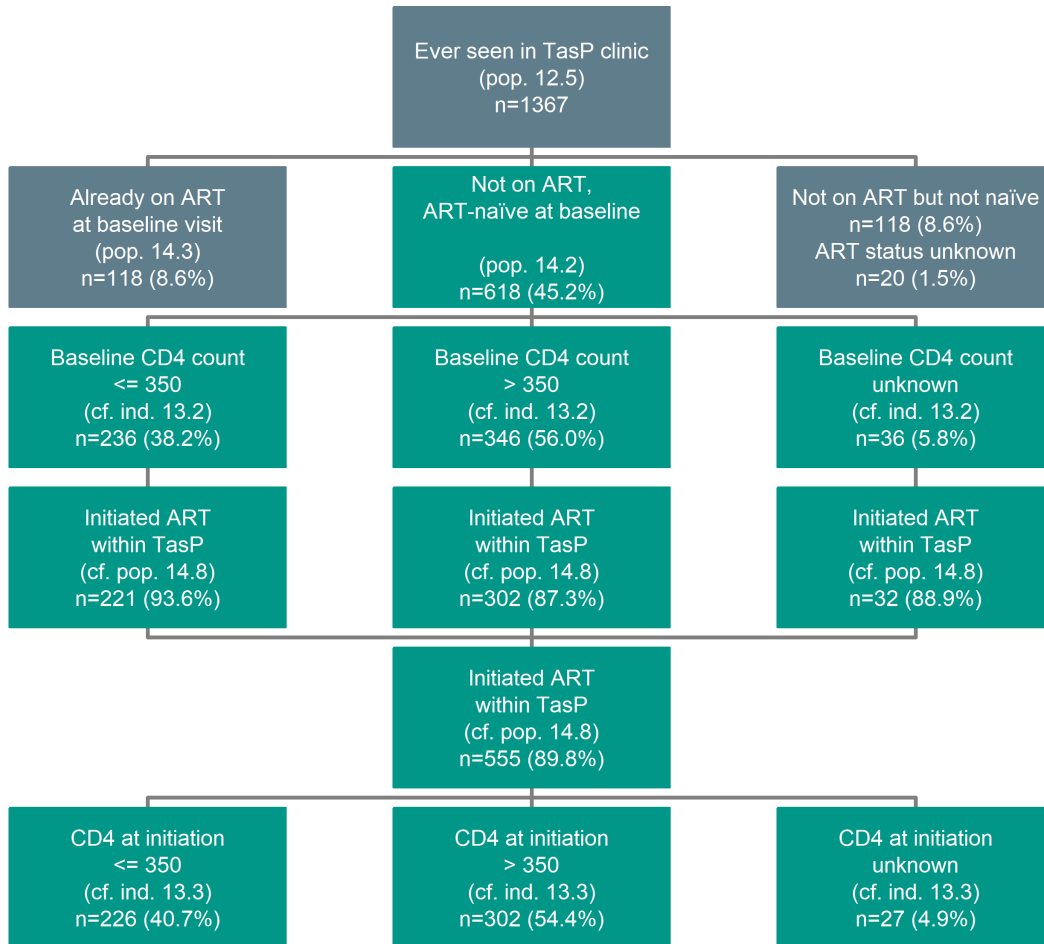 Ever seen in TasP clinic
(pop. 12.5)
n=1367
Already on ART
at baseline visit
(pop. 14.3)
n=118 (8.6%)
Not on ART,
ART-naïve at baseline
(pop. 14.2)
n=618 (45.2%)
Not on ART but not naïve
n=118 (8.6%)
ART status unknown
n=20 (1.5%)
Baseline CD4 count
<= 350
(cf. ind. 13.2)
n=236 (38.2%)
Baseline CD4 count
> 350
(cf. ind. 13.2)
n=346 (56.0%)
Baseline CD4 count
unknown
(cf. ind. 13.2)
n=36 (5.8%)
Initiated ART
within TasP
(cf. pop. 14.8)
n=221 (93.6%)
Initiated ART
within TasP
(cf. pop. 14.8)
n=302 (87.3%)
Initiated ART
within TasP
(cf. pop. 14.8)
n=32 (88.9%)
Initiated ART
within TasP
(cf. pop. 14.8)
n=555 (89.8%)
CD4 at initiation
<= 350
(cf. ind. 13.3)
n=226 (40.7%)
CD4 at initiation
> 350
(cf. ind. 13.3)
n=302 (54.4%)
CD4 at initiation
unknown
(cf. ind. 13.3)
n=27 (4.9%)